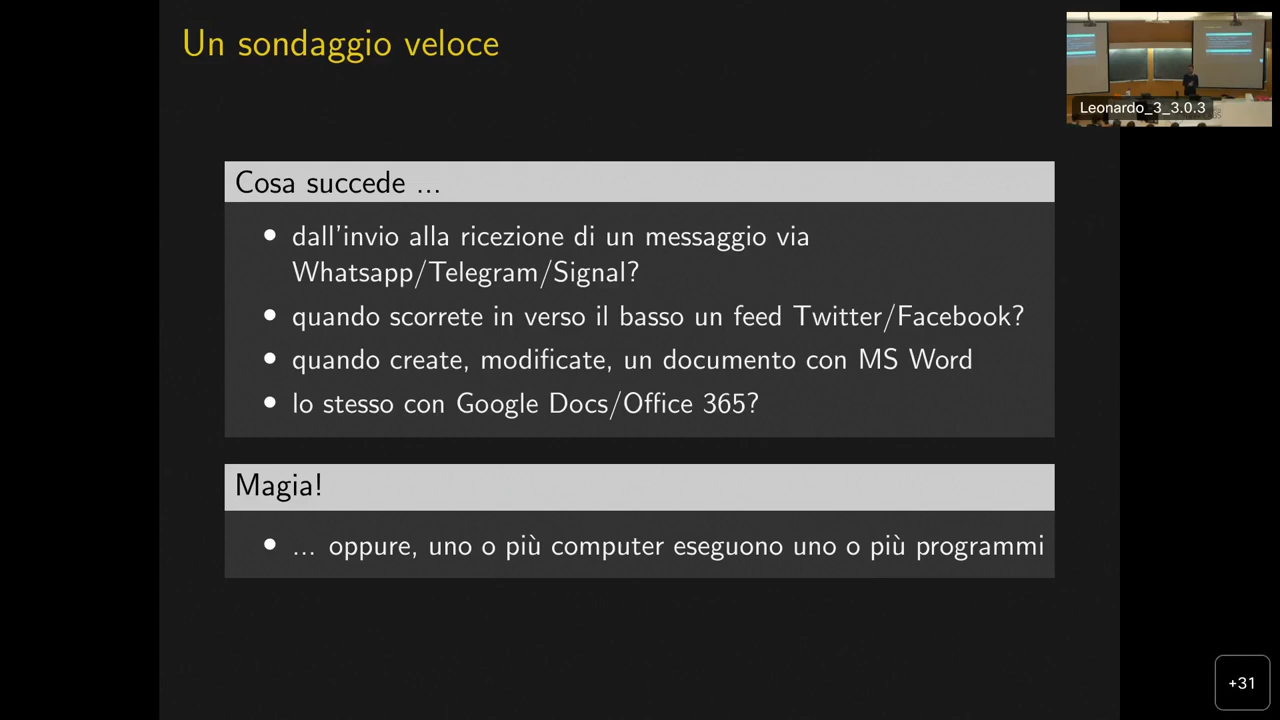 Un sondaggio veloce
Leonardo_3_3.0.3
Cosa succede ...
• dall'invio alla ricezione di un messaggio via
Whatsapp/Telegram/Signal?
• quando scorrete in verso il basso un feed Twitter/Facebook?
• quando create, modificate, un documento con MS Word
• lo stesso con Google Docs/Office 365?
Magia!
• ... oppure, uno o più computer eseguono uno o più programmi
+31